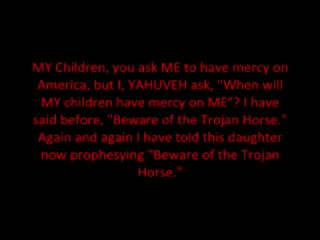 MY Children, you ask ME to have mercy on
America, but I, YAHUVEH ask, "When will
MY children have mercy on ME"? I have
said before, "Beware of the Trojan Horse."
Again and again I have told this daughter
now prophesying "Beware of the Trojan
Horse."